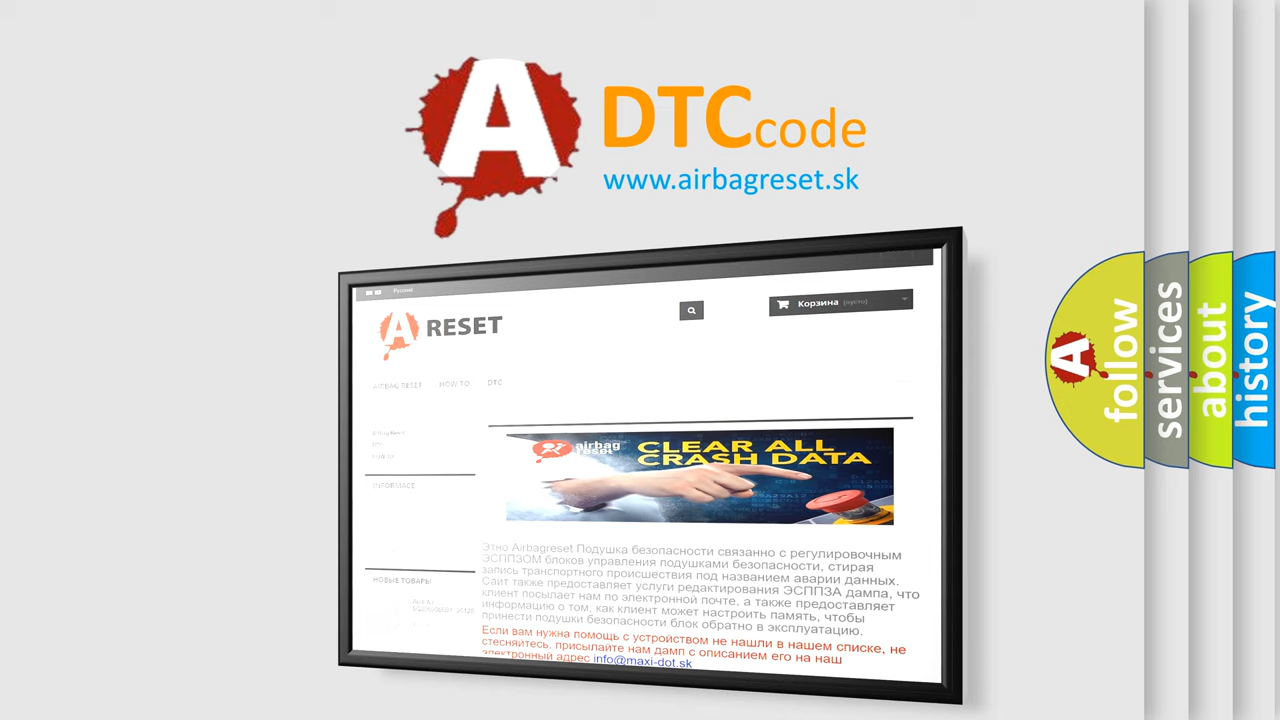 A
DTCcode
www.airbagreset.sk
Русский
A RESET
Корзина (пусто)
AIRBAG RESET HOW TO DTC
Airbag Reset
DTC
INFORMACE
НОВЫЕ ТОВАРЫ
airbag
reset
CLEAR ALL
CRASH DATA
Этно Airbagreset Подушка безопасности связанно с регулировочным
ЭСППЗОМ блоков управления подушками безопасности, стирая
запись транспортного происшествия под названием аварии данных.
Сайт также предоставляет услуги редактирования ЭСППЗА дампа, что
клиент посылает нам по электронной почте, а также предоставляет
информацию о том, как клиент может настроить память, чтобы
принести подушки безопасности блок обратно в эксплуатацию.
Если вам нужна помощь с устройством не нашли в нашем списке, не
стесняйтесь, присылайте нам дамп с описанием его на наш
электронный адрес info@maxi-dot.sk
A
follow
services
about
history